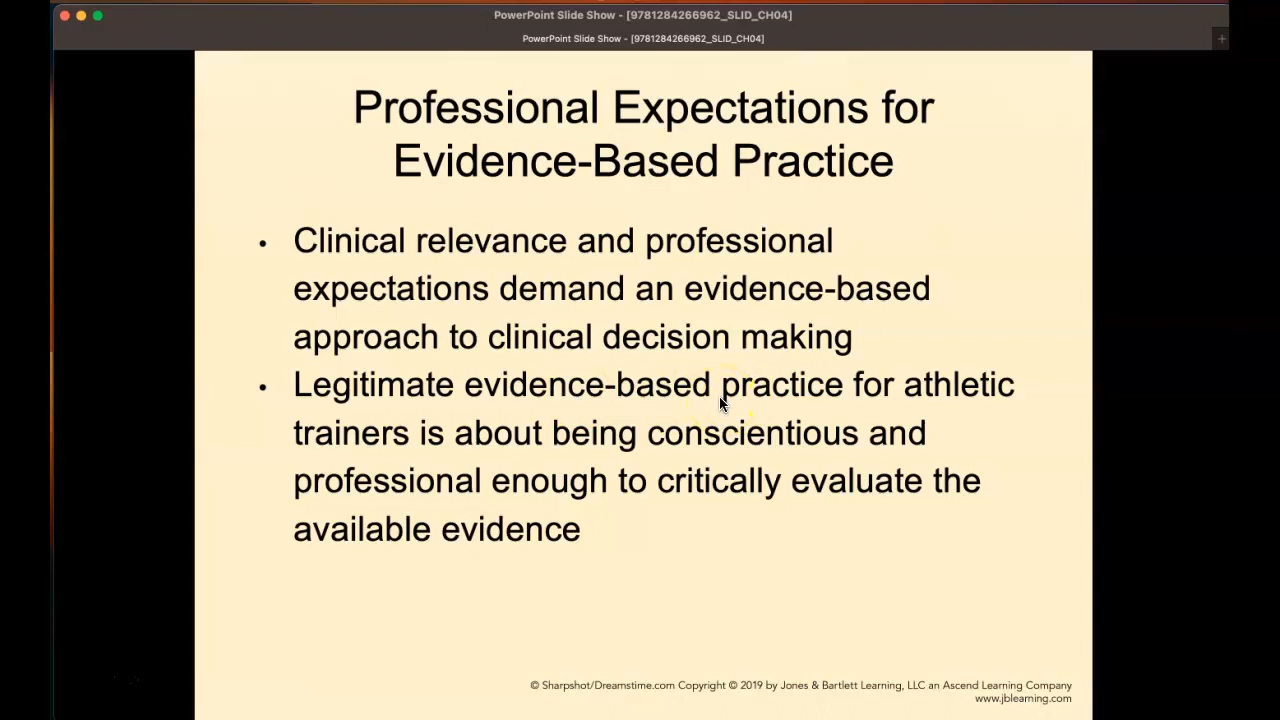 PowerPoint Slide Show - [9781284266962_SLID_CH04]
PowerPoint Slide Show - [9781284266962_SLID_CH04]
Professional Expectations for
Evidence-Based Practice
• Clinical relevance and professional
expectations demand an evidence-based
approach to clinical decision making
• Legitimate evidence-based practice for athletic
trainers is about being conscientious and
professional enough to critically evaluate the
available evidence
© Sharpshot/Dreamstime.com Copyright © 2019 by Jones & Bartlett Learning, LLC an Ascend Learning Company
www.jblearning.com